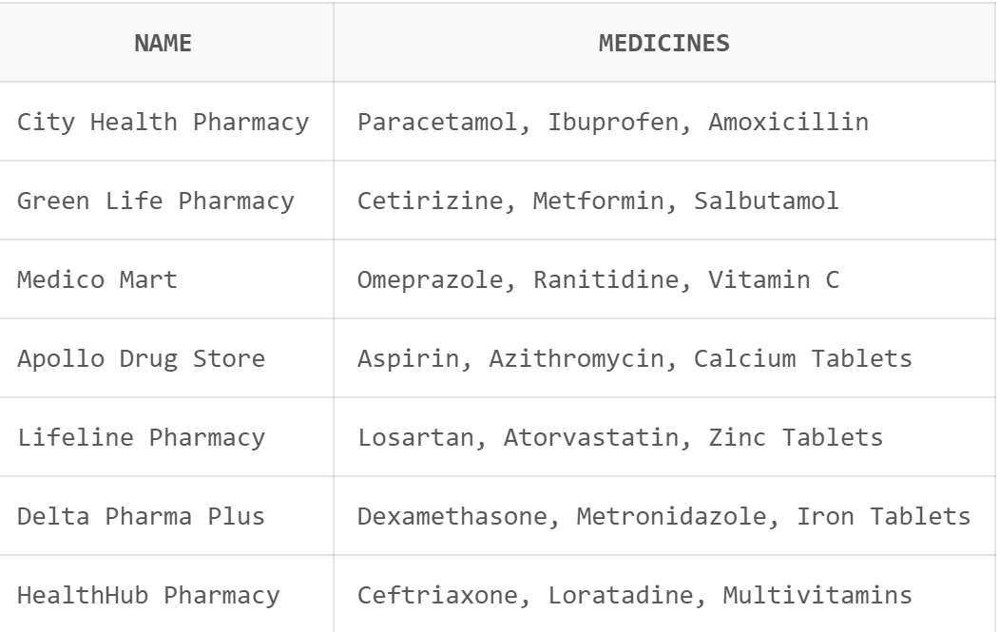 NAME MEDICINES
City Health Pharmacy Paracetamol, Ibuprofen, Amoxicillin
Green Life Pharmacy Cetirizine, Metformin, Salbutamol
Medico Mart Omeprazole, Ranitidine, Vitamin C
Apollo Drug Store Aspirin, Azithromycin, Calcium Tablets
Lifeline Pharmacy Losartan, Atorvastatin, Zinc Tablets
Delta Pharma Plus Dexamethasone, Metronidazole, Iron Tablets
HealthHub Pharmacy Ceftriaxone, Loratadine, Multivitamins